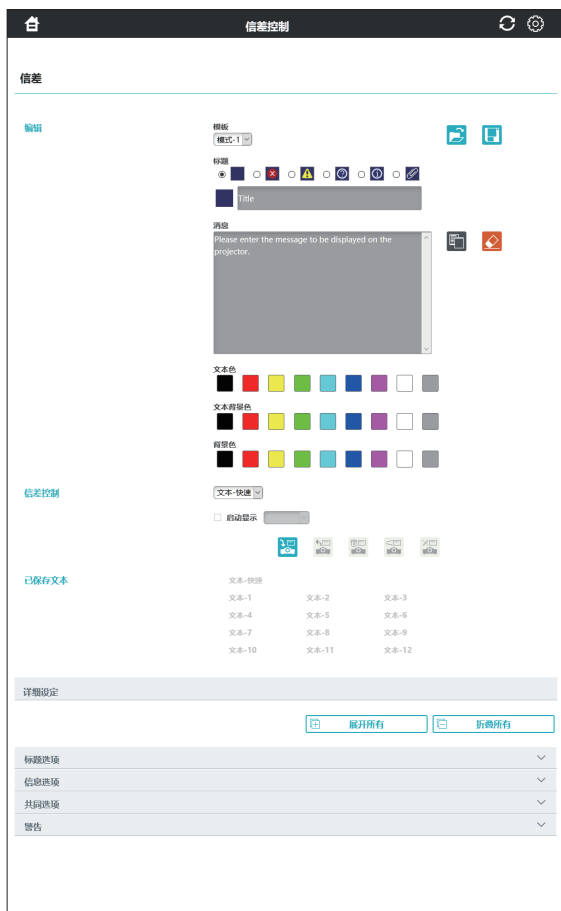 信差控制
信差
编辑
模板
模式-1
标题
Title
消息
Please enter the message to be displayed on the
projector.
文本色
文本背景色
背景色
信差控制
文本-快速
启动显示
已保存文本
文本-快速
文本-1 文本-2 文本-3
文本-4 文本-5 文本-6
文本-7 文本-8 文本-9
文本-10 文本-11 文本-12
详细设定
展开所有 折叠所有
标题选项
信息选项
共同选项
警告